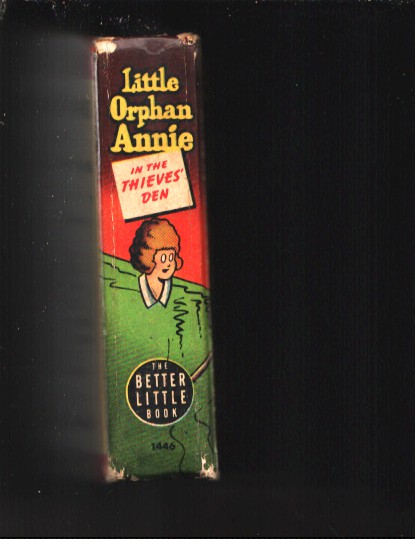 Little
Orphan
Annie
IN THE
THIEVES'
DEN
THE
BETTER
LITTLE
BOOK
1446